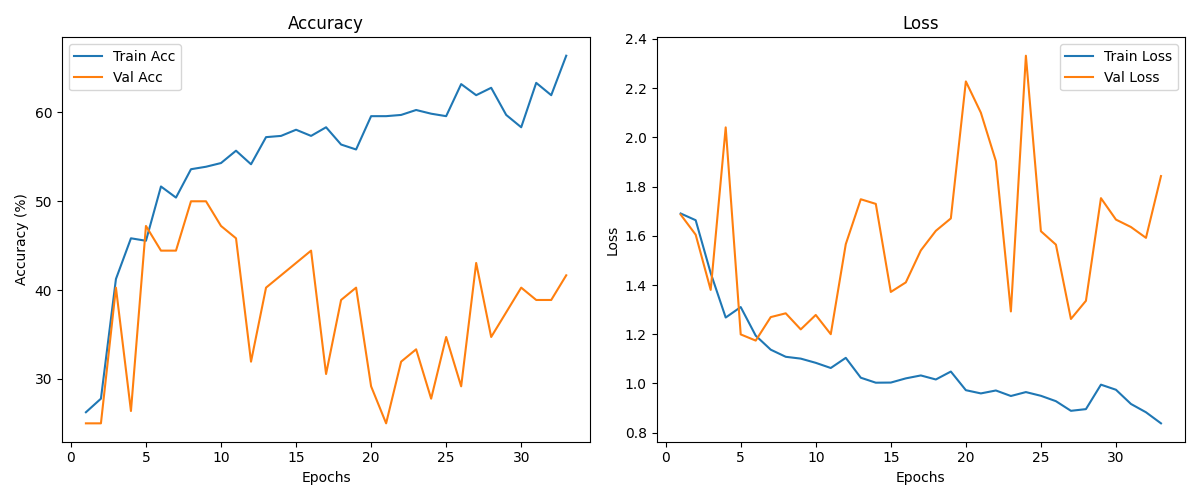 Accuracy
Train Acc
Val Acc
Accuracy (%)
60
50
40
30
0 5 10 15 20 25 30
Epochs
Loss
Train Loss
Val Loss
Loss
2.4
2.2
2.0
1.8
1.6
1.4
1.2
1.0
0.8
0 5 10 15 20 25 30
Epochs